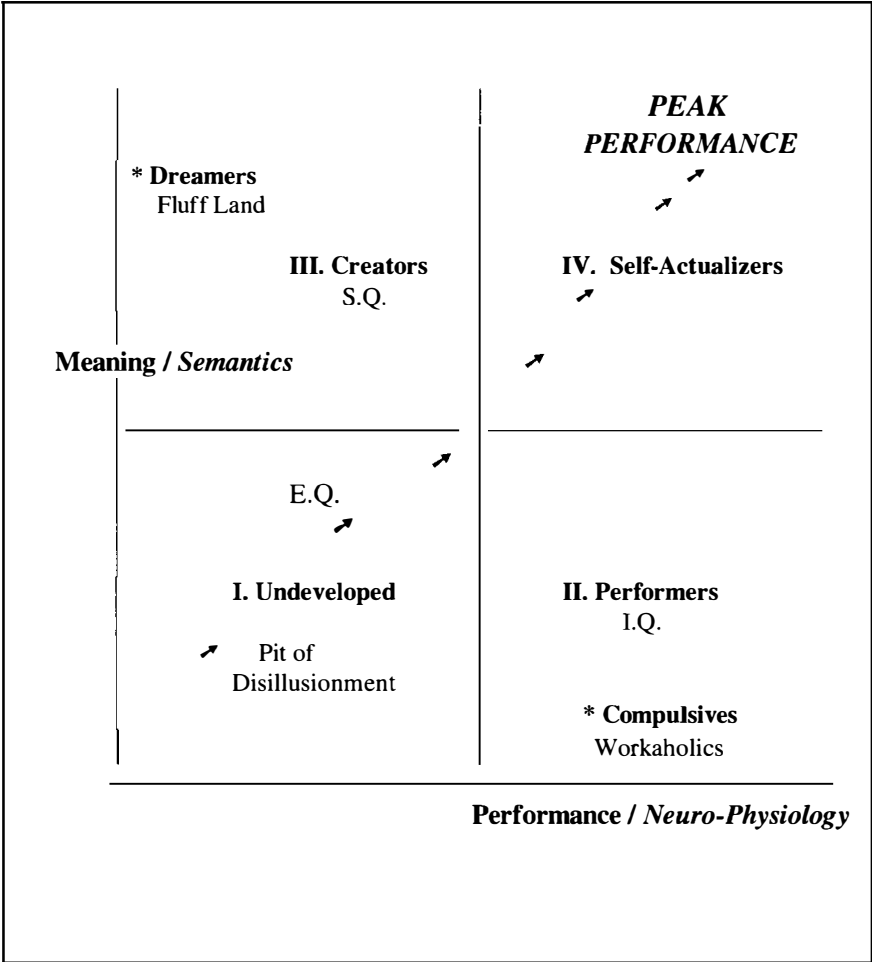 PEAK
PERFORMANCE
* Dreamers
Fluff Land
III. Creators
S.Q.
IV. Self-Actualizers
Meaning / Semantics
E.Q.
I. Undeveloped
Pit of
Disillusionment
II. Performers
I.Q.
* Compulsives
Workaholics
Performance / Neuro-Physiology